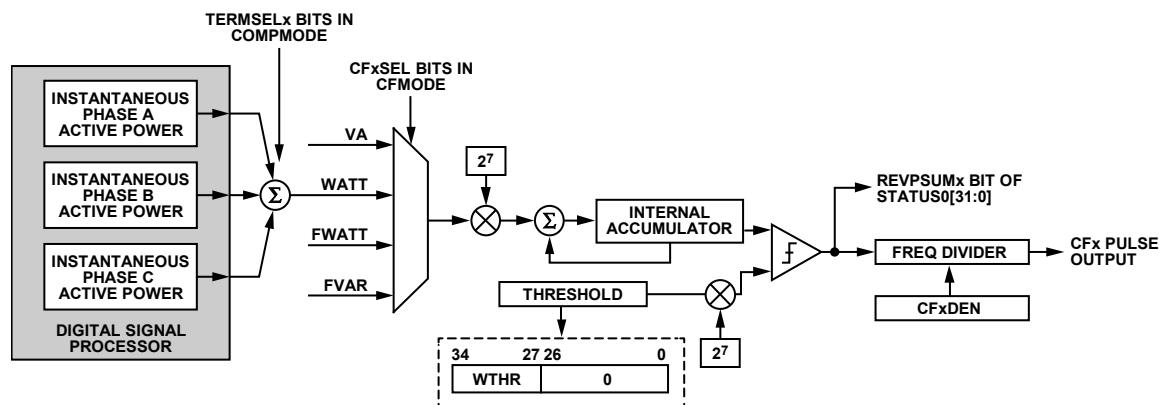 TERMSELx BITS IN
COMPMODE
CFxSEL BITS IN
CFMODE
INSTANTANEOUS
PHASE A
ACTIVE POWER
INSTANTANEOUS
PHASE B
ACTIVE POWER
INSTANTANEOUS
PHASE C
ACTIVE POWER
DIGITAL SIGNAL
PROCESSOR
Σ
VA
WATT
FWATT
FVAR
2⁷
Σ
INTERNAL
ACCUMULATOR
THRESHOLD
2⁷
34 27 26 0
WTHR 0
REVPSUMx BIT OF
STATUS0[31:0]
FREQ DIVIDER
CFx PULSE
OUTPUT
CFxDEN